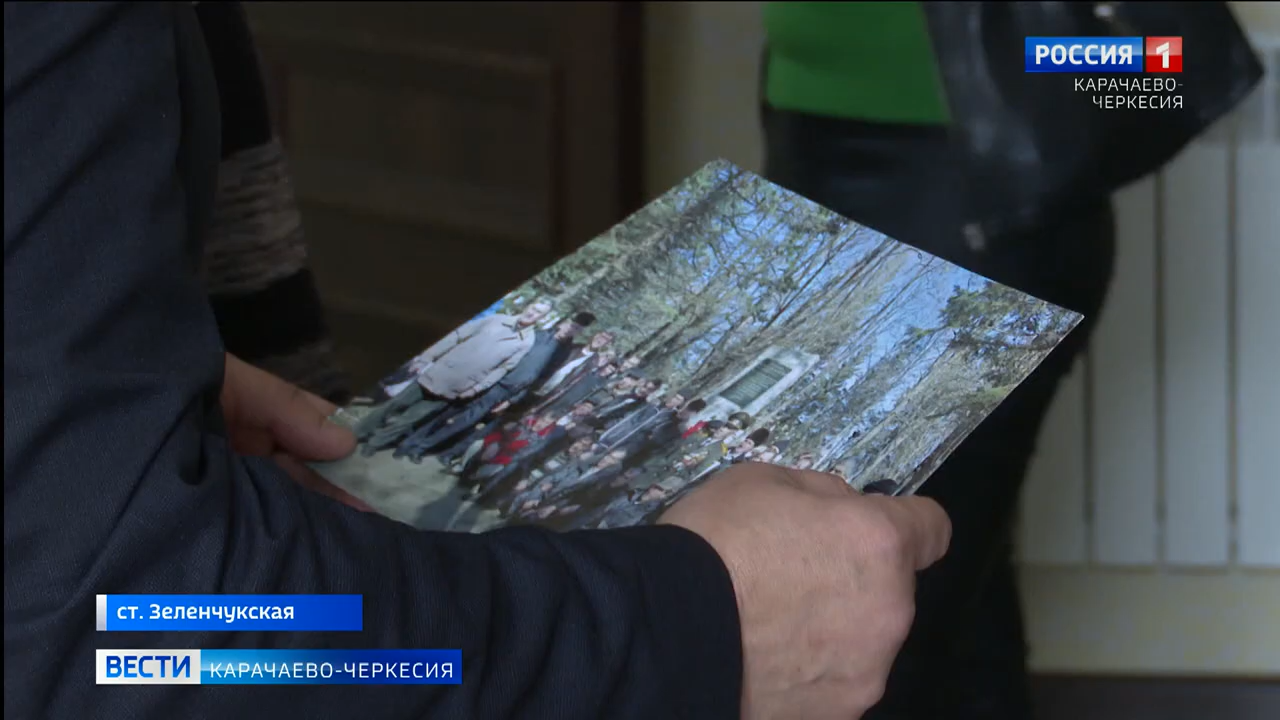 РОССИЯ 1
КАРАЧАЕВО-
ЧЕРКЕСИЯ
ст. Зеленчукская
ВЕСТИ КАРАЧАЕВО-ЧЕРКЕСИЯ